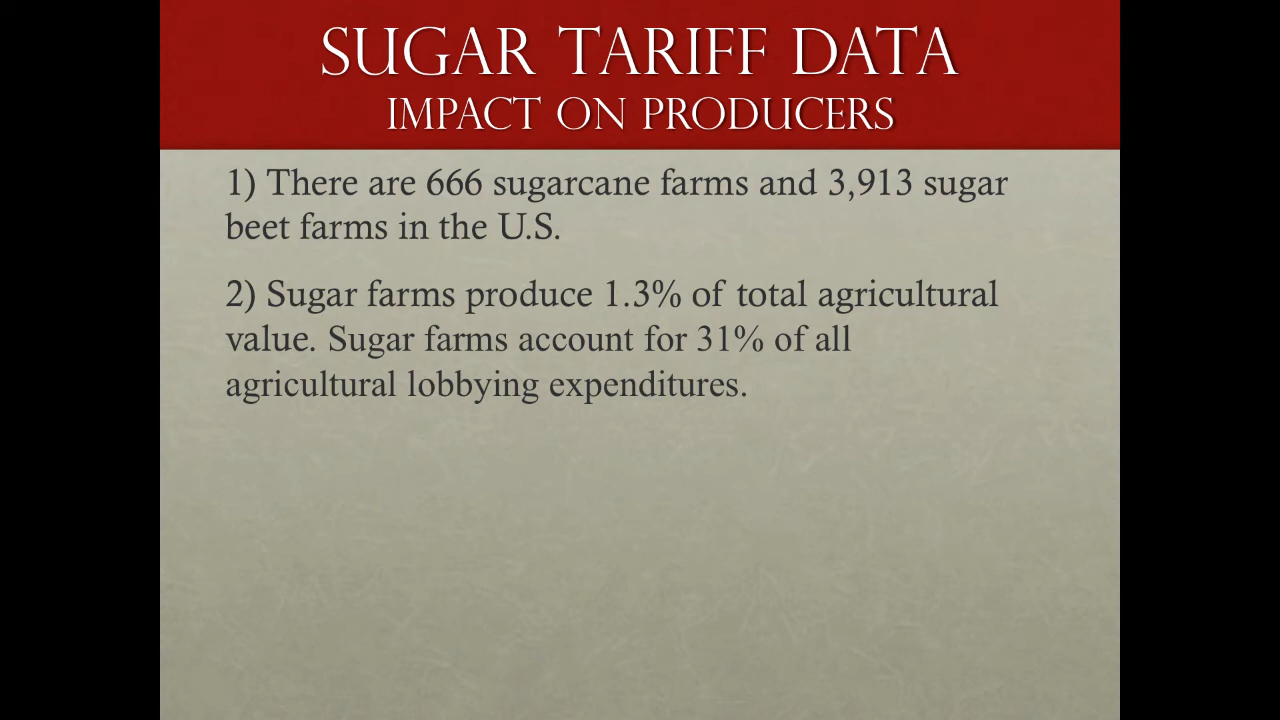 SUGAR TARIFF DATA
IMPACT ON PRODUCERS
1) There are 666 sugarcane farms and 3,913 sugar
beet farms in the U.S.
2) Sugar farms produce 1.3% of total agricultural
value. Sugar farms account for 31% of all
agricultural lobbying expenditures.